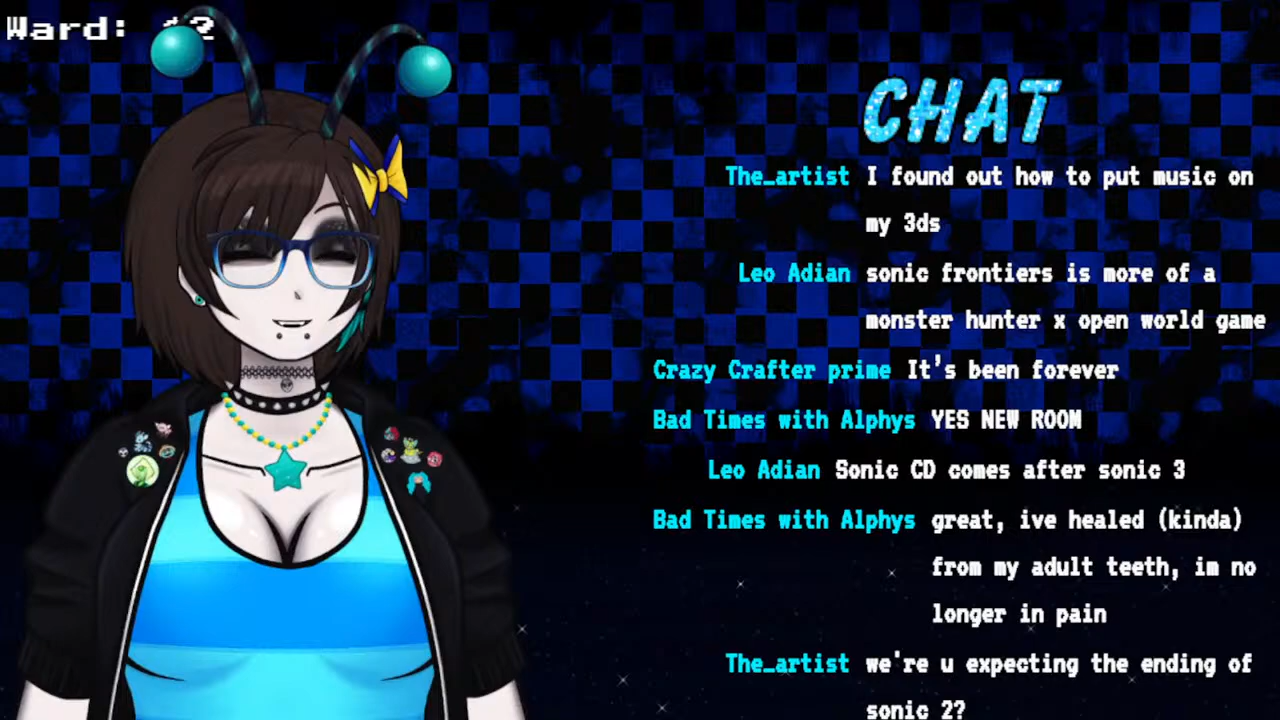 Ward:
CHAT
The_artist I found out how to put music on
my 3ds
Leo Adian sonic frontiers is more of a
monster hunter x open world game
Crazy Crafter prime It's been forever
Bad Times with Alphys YES NEW ROOM
Leo Adian Sonic CD comes after sonic 3
Bad Times with Alphys great, ive healed (kinda)
from my adult teeth, im no
longer in pain
The_artist we're u expecting the ending of
sonic 2?